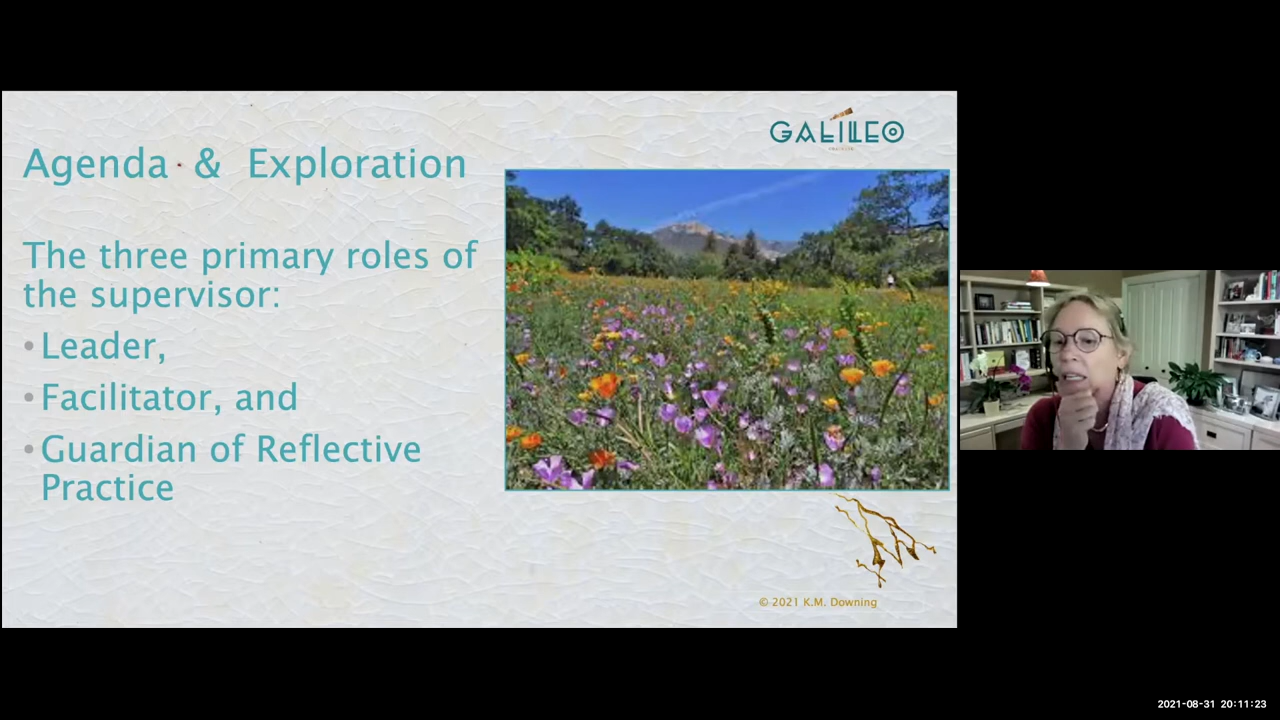 GALILEO
Agenda & Exploration
The three primary roles of
the supervisor:
• Leader,
• Facilitator, and
• Guardian of Reflective
Practice
© 2021 K.M. Downing
2021-08-31 20:11:23